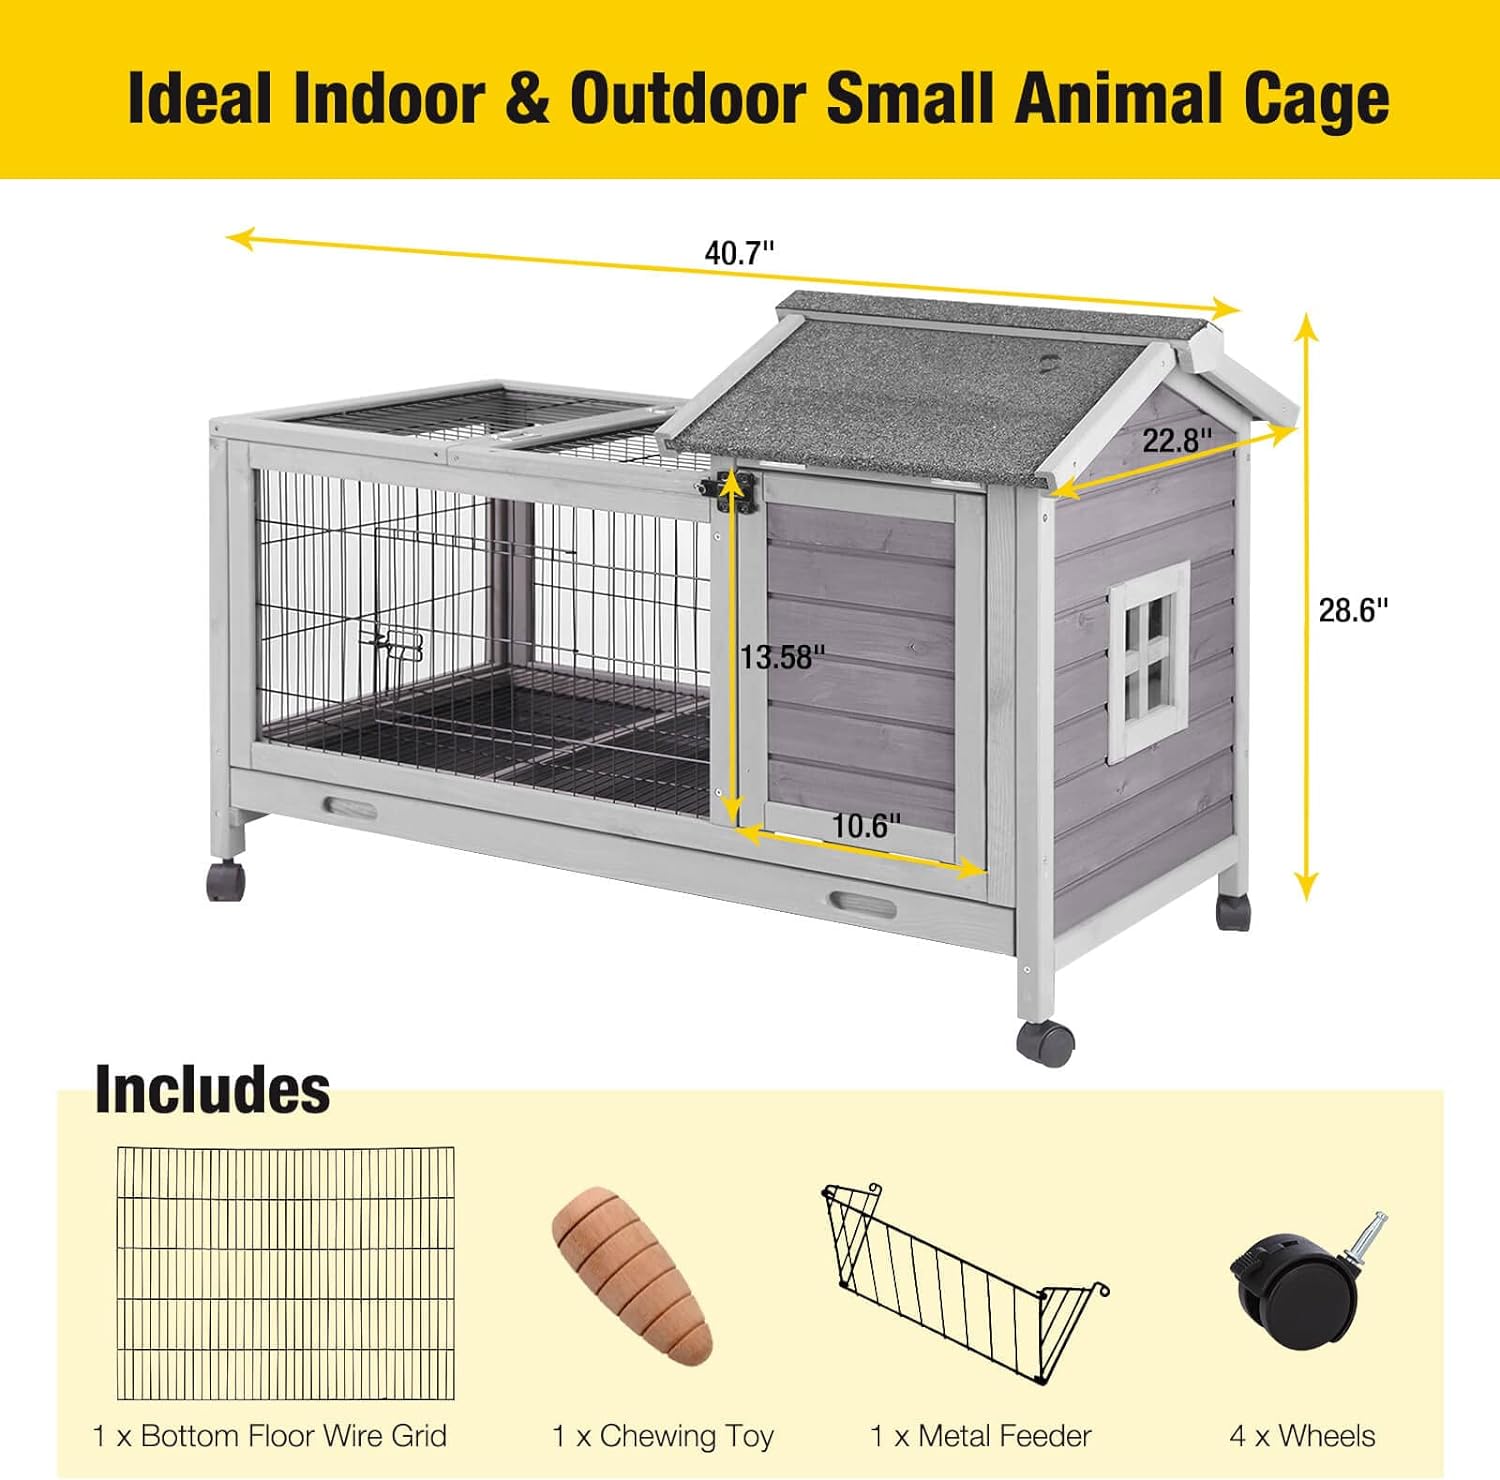 Ideal Indoor & Outdoor Small Animal Cage
40.7"
22.8"
28.6"
13.58"
10.6"
Includes
1 x Bottom Floor Wire Grid
1 x Chewing Toy
1 x Metal Feeder
4 x Wheels